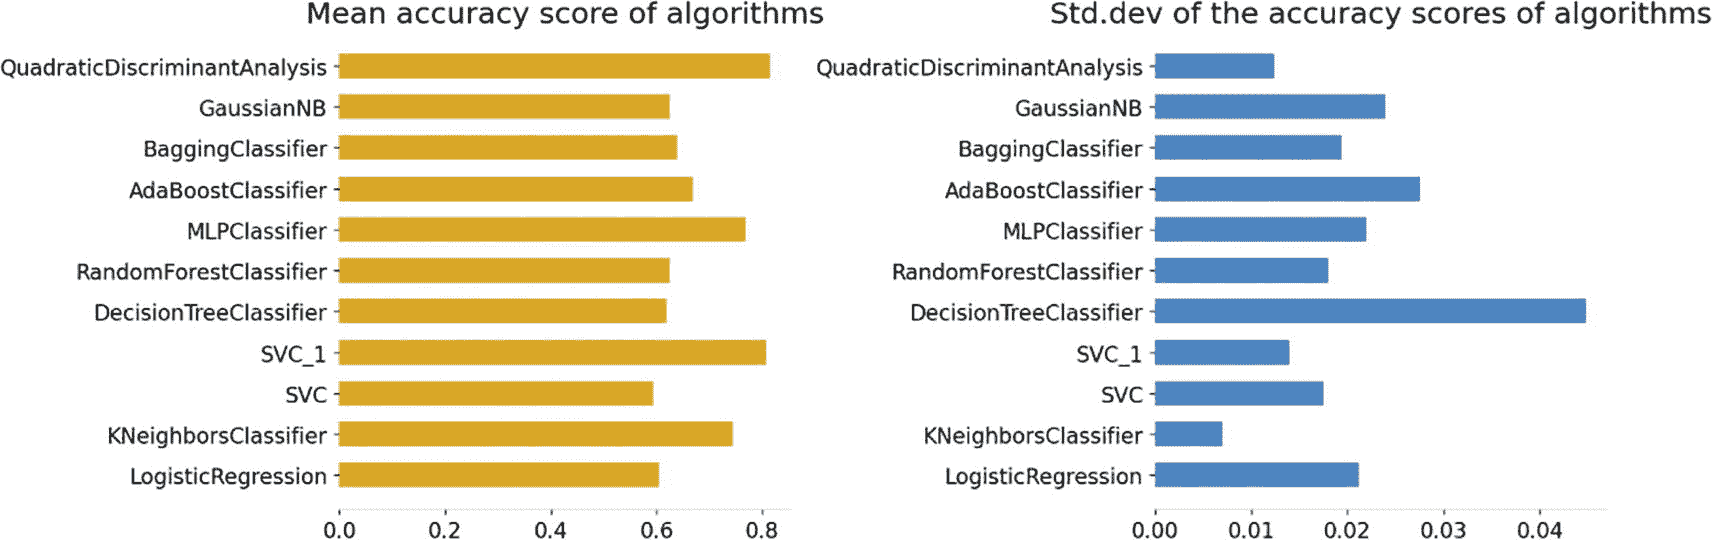 Mean accuracy score of algorithms
QuadraticDiscriminantAnalysis
GaussianNB
BaggingClassifier
AdaBoostClassifier
MLPClassifier
RandomForestClassifier
DecisionTreeClassifier
SVC_1
SVC
KNeighborsClassifier
LogisticRegression
0.0 0.2 0.4 0.6 0.8
Std.dev of the accuracy scores of algorithms
QuadraticDiscriminantAnalysis
GaussianNB
BaggingClassifier
AdaBoostClassifier
MLPClassifier
RandomForestClassifier
DecisionTreeClassifier
SVC_1
SVC
KNeighborsClassifier
LogisticRegression
0.00 0.01 0.02 0.03 0.04